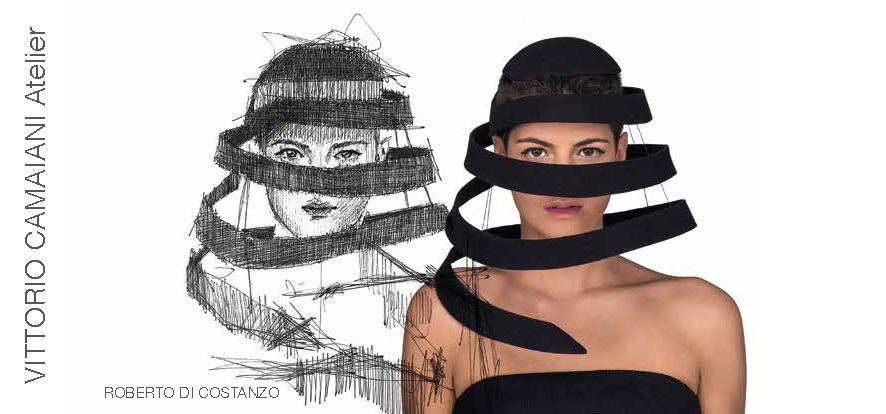 VITTORIO CAMAIANI Atelier
ROBERTO DI COSTANZO